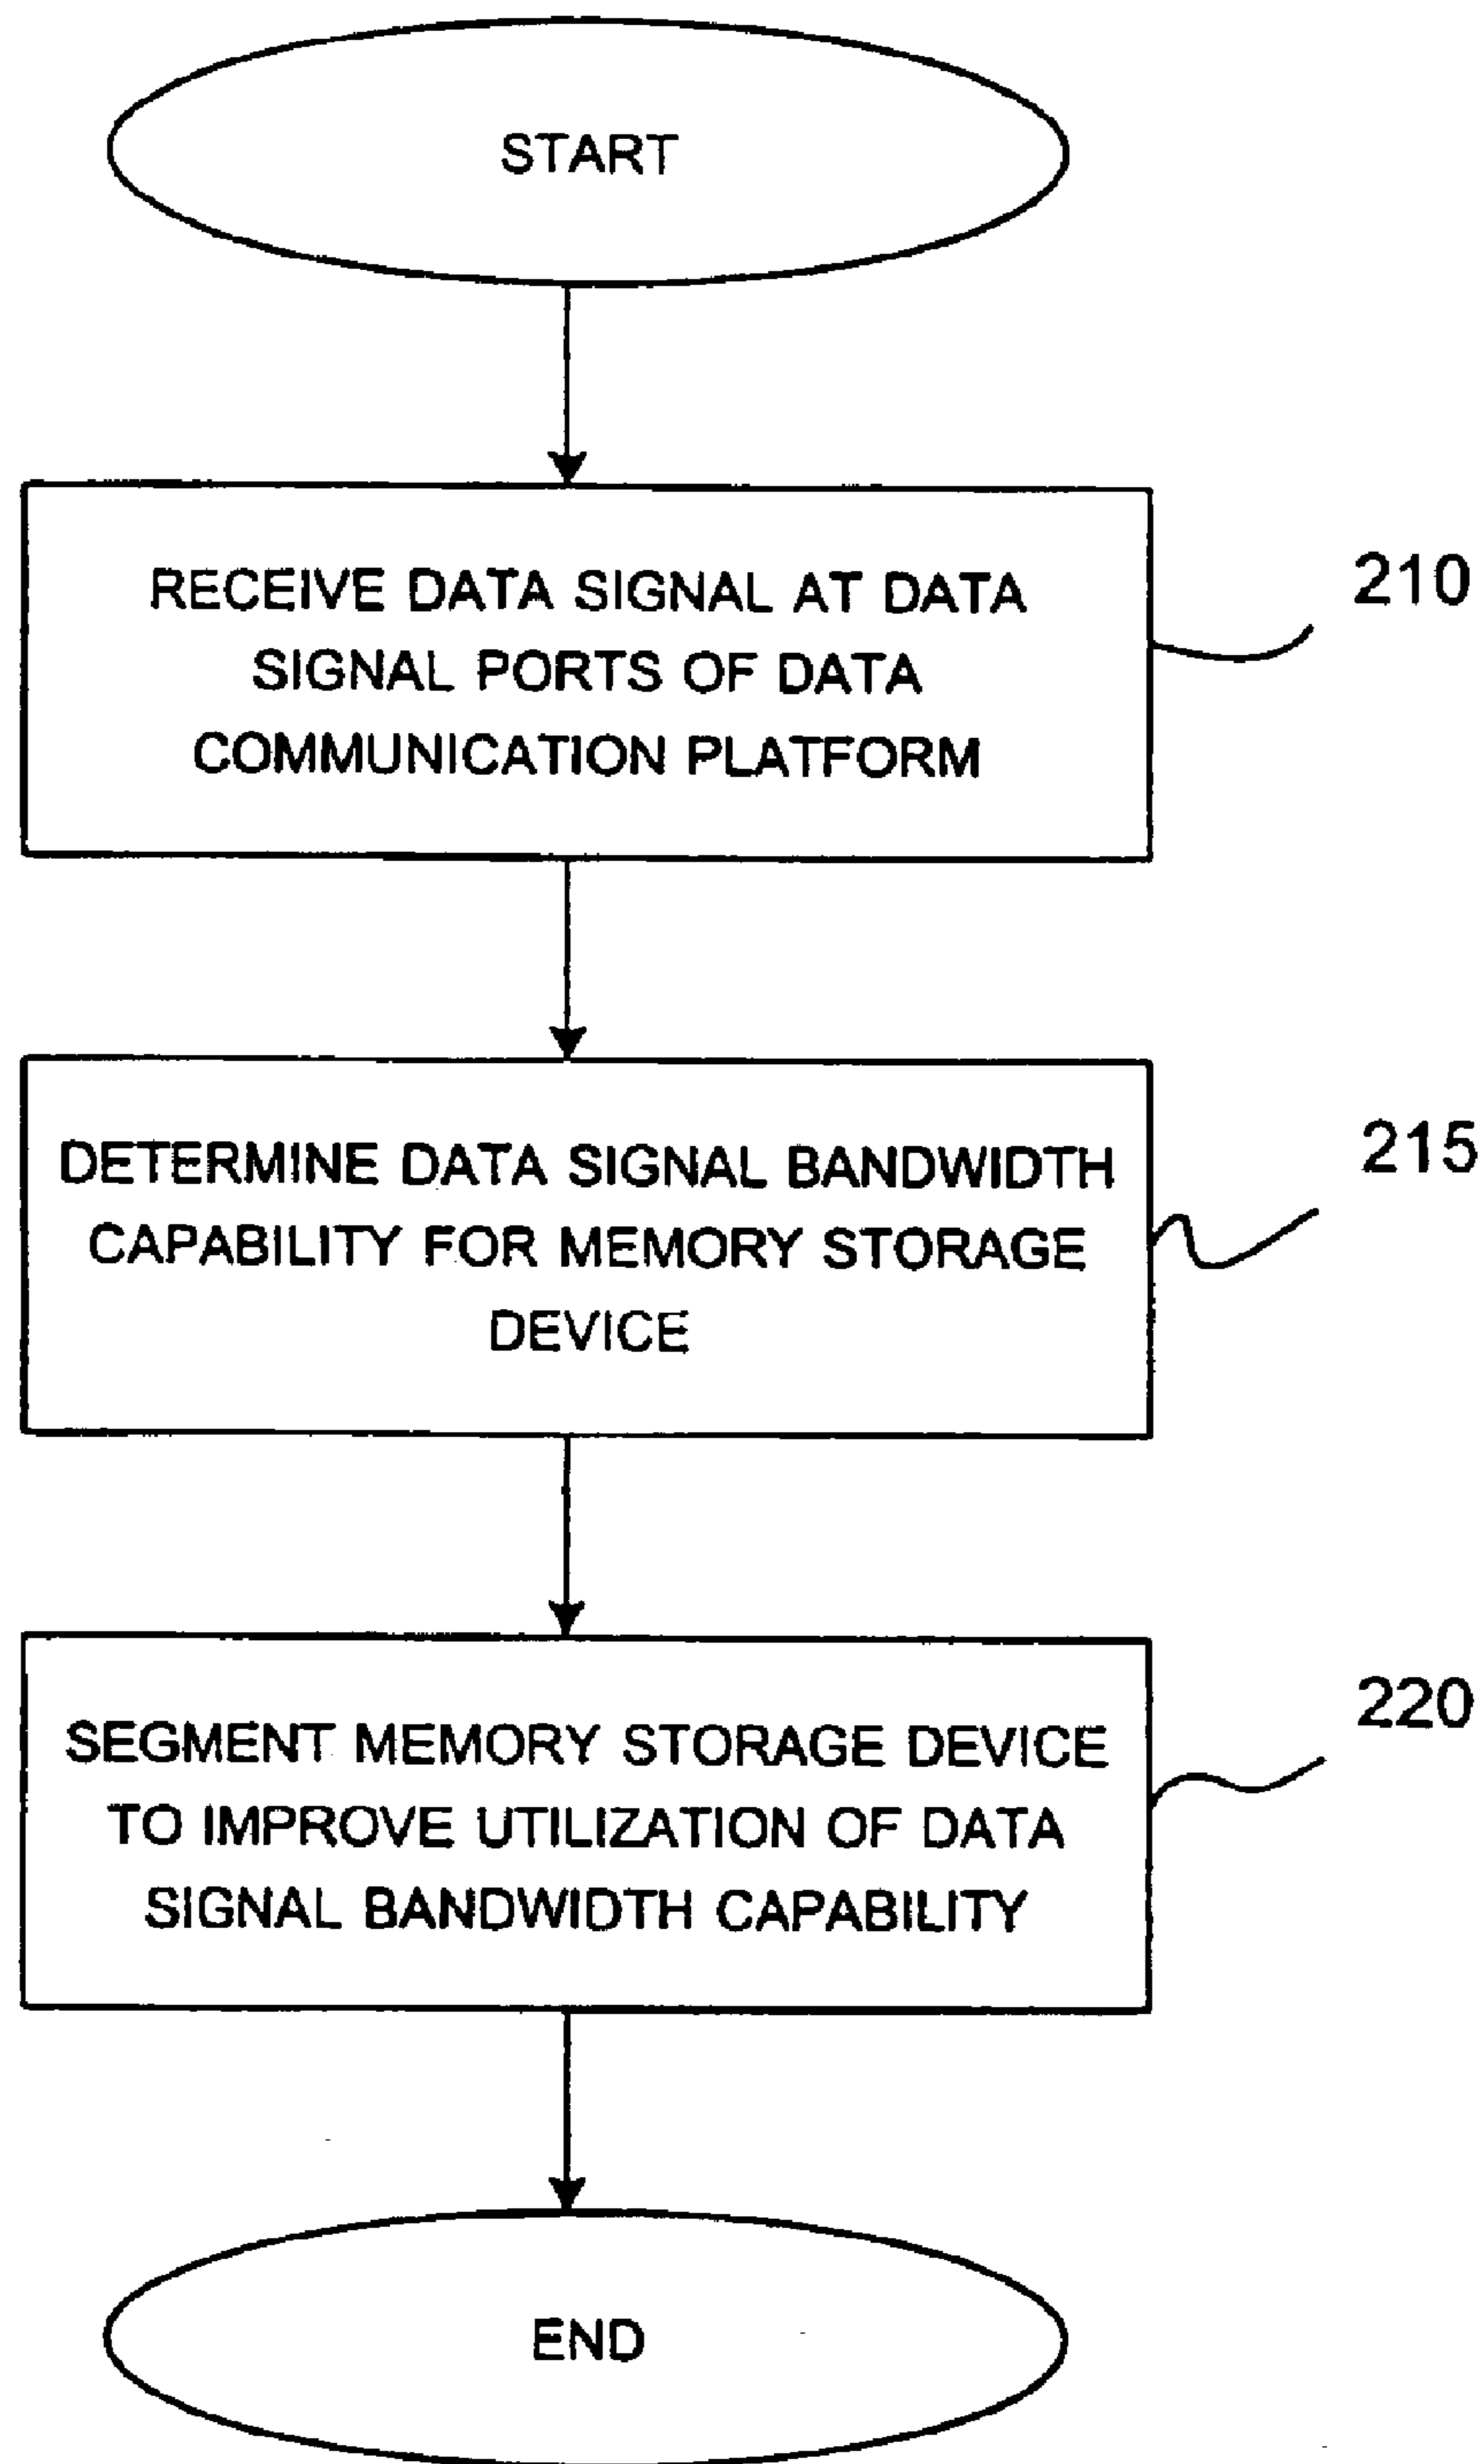 START
RECEIVE DATA SIGNAL AT DATA
SIGNAL PORTS OF DATA
COMMUNICATION PLATFORM
210
DETERMINE DATA SIGNAL BANDWIDTH
CAPABILITY FOR MEMORY STORAGE
DEVICE
215
SEGMENT MEMORY STORAGE DEVICE
TO IMPROVE UTILIZATION OF DATA
SIGNAL BANDWIDTH CAPABILITY
220
END